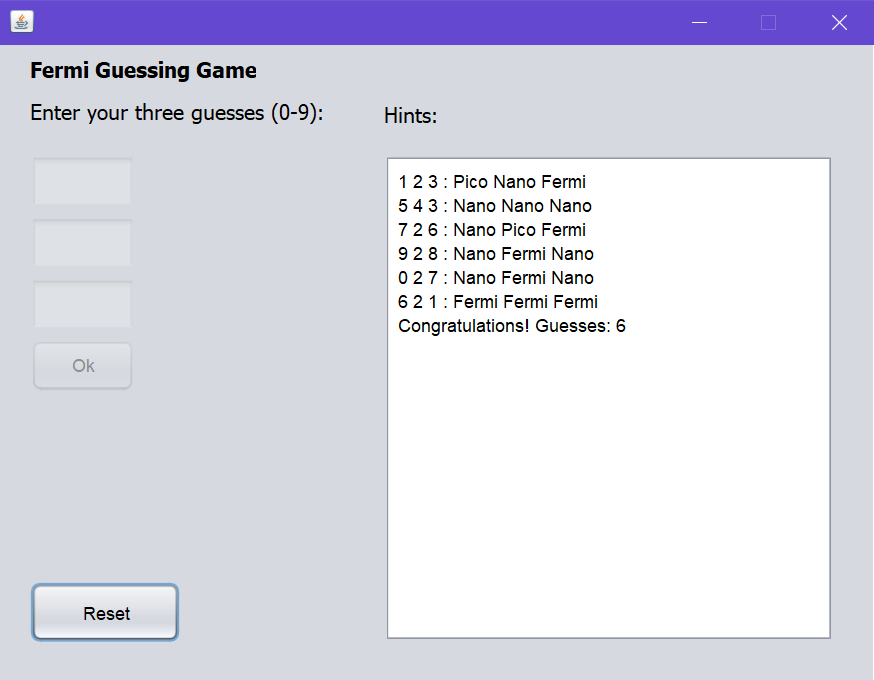 Fermi Guessing Game
Enter your three guesses (0-9):
Hints:
1 2 3 : Pico Nano Fermi
5 4 3 : Nano Nano Nano
7 2 6 : Nano Pico Fermi
9 2 8 : Nano Fermi Nano
0 2 7 : Nano Fermi Nano
6 2 1 : Fermi Fermi Fermi
Congratulations! Guesses: 6
Ok
Reset